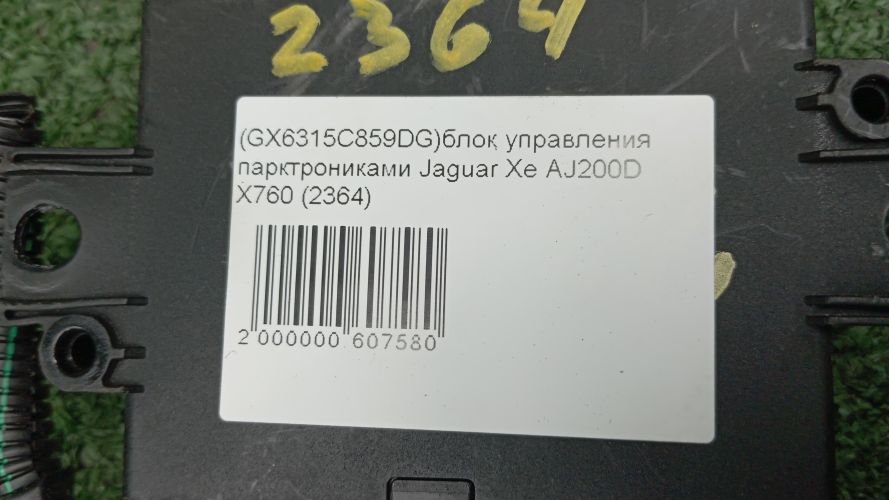 2364
(GX6315C859DG)блок управления
парктрониками Jaguar Xe AJ200D
X760 (2364)
2 000000 607580